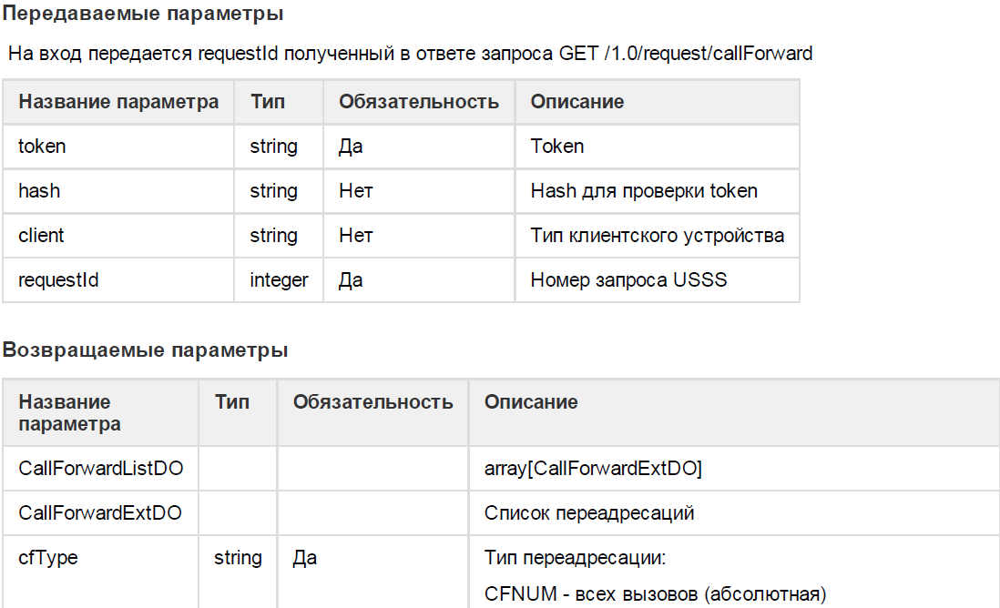 Передаваемые параметры
На вход передается requestId полученный в ответе запроса GET /1.0/request/callForward
Название параметра Тип Обязательность Описание
token string Да Token
hash string Нет Hash для проверки token
client string Нет Тип клиентского устройства
requestId integer Да Номер запроса USSS
Возвращаемые параметры
Название параметра Тип Обязательность Описание
CallForwardListDO array[CallForwardExtDO]
CallForwardExtDO Список переадресаций
cfType string Да Тип переадресации:
CFNUM - всех вызовов (абсолютная)